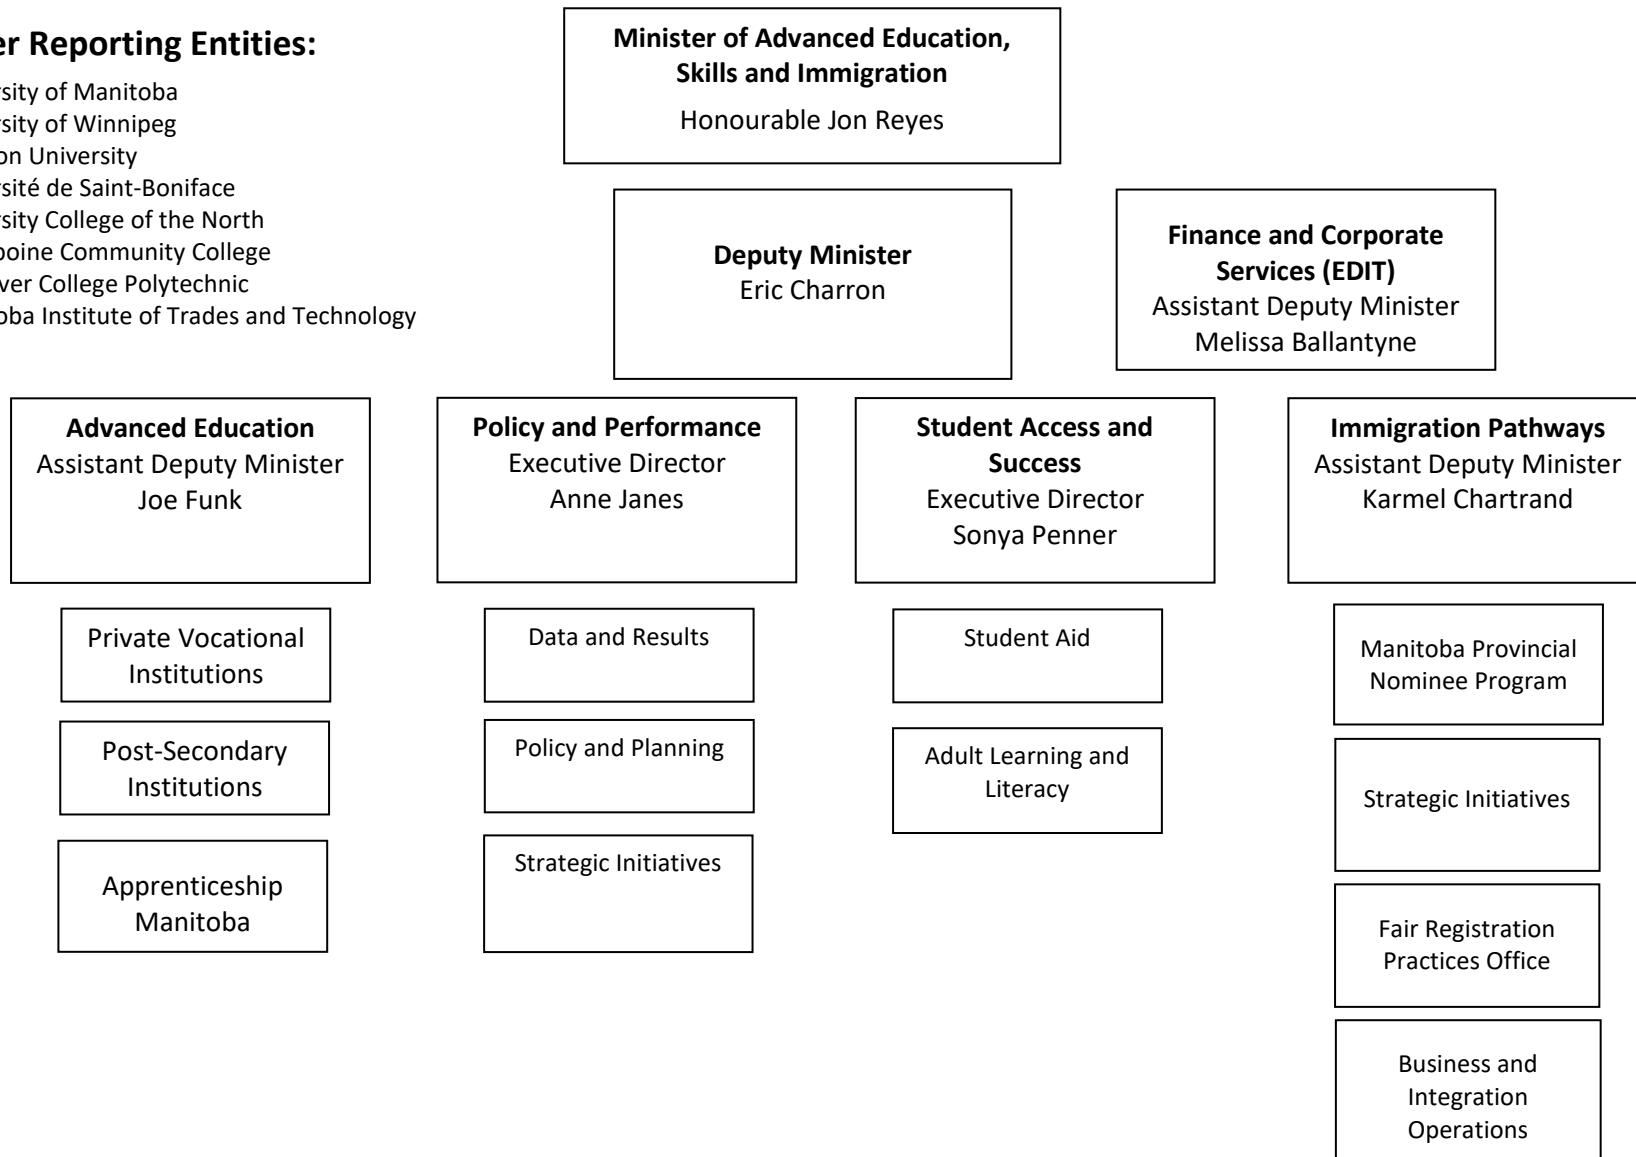 er Reporting Entities:
rsity of Manitoba
rsity of Winnipeg
on University
rsité de Saint-Boniface
rsity College of the North
boine Community College
ver College Polytechnic
oba Institute of Trades and Technology
Minister of Advanced Education,
Skills and Immigration
Honourable Jon Reyes
Deputy Minister
Eric Charron
Finance and Corporate
Services (EDIT)
Assistant Deputy Minister
Melissa Ballantyne
Advanced Education
Assistant Deputy Minister
Joe Funk
Policy and Performance
Executive Director
Anne Janes
Student Access and
Success
Executive Director
Sonya Penner
Immigration Pathways
Assistant Deputy Minister
Karmel Chartrand
Private Vocational
Institutions
Post-Secondary
Institutions
Apprenticeship
Manitoba
Data and Results
Policy and Planning
Strategic Initiatives
Student Aid
Adult Learning and
Literacy
Manitoba Provincial
Nominee Program
Strategic Initiatives
Fair Registration
Practices Office
Business and
Integration
Operations